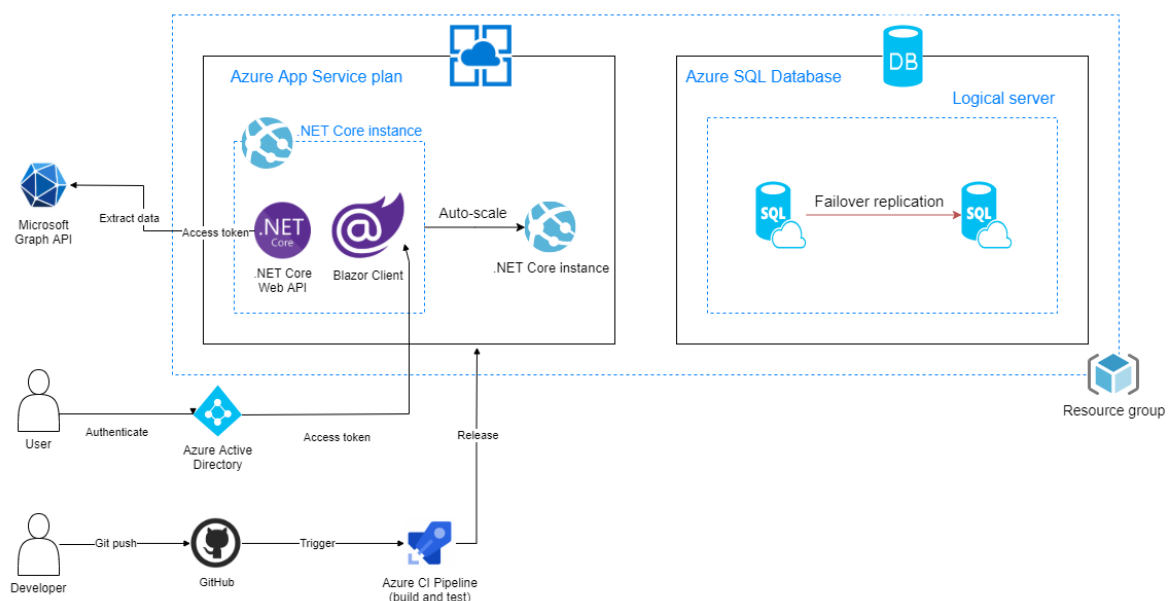 Azure App Service plan
DB
Azure SQL Database
Logical server
.NET Core instance
Microsoft
Graph API
Extract data
Access token
.NET
Core
.NET Core
Web API
@
Blazor Client
Auto-scale
.NET Core instance
SQL
Failover replication
SQL
Resource group
User
Authenticate
Azure Active
Directory
Access token
Release
Developer
Git push
GitHub
Trigger
Azure CI Pipeline
(build and test)